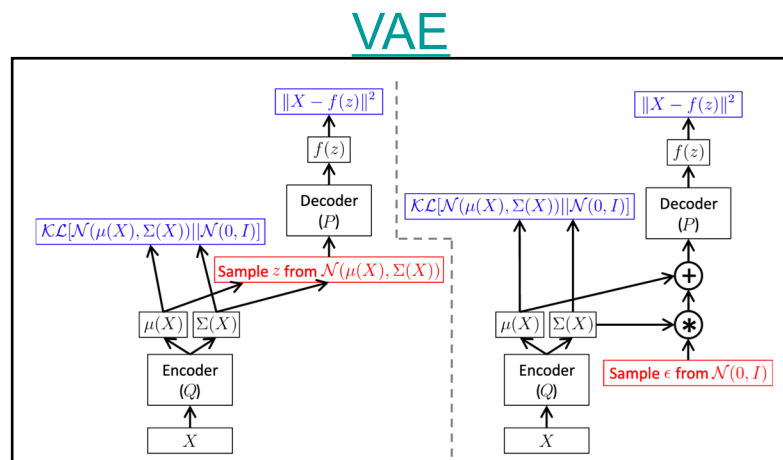 VAE
‖X − f(z)‖²
f(z)
Decoder
(P)
𝒦ℒ[𝒩(μ(X), Σ(X))||𝒩(0, I)]
Sample z from 𝒩(μ(X), Σ(X))
μ(X)
Σ(X)
Encoder
(Q)
X
‖X − f(z)‖²
f(z)
Decoder
(P)
𝒦ℒ[𝒩(μ(X), Σ(X))||𝒩(0, I)]
+
μ(X)
Σ(X)
*
Sample ϵ from 𝒩(0, I)
Encoder
(Q)
X